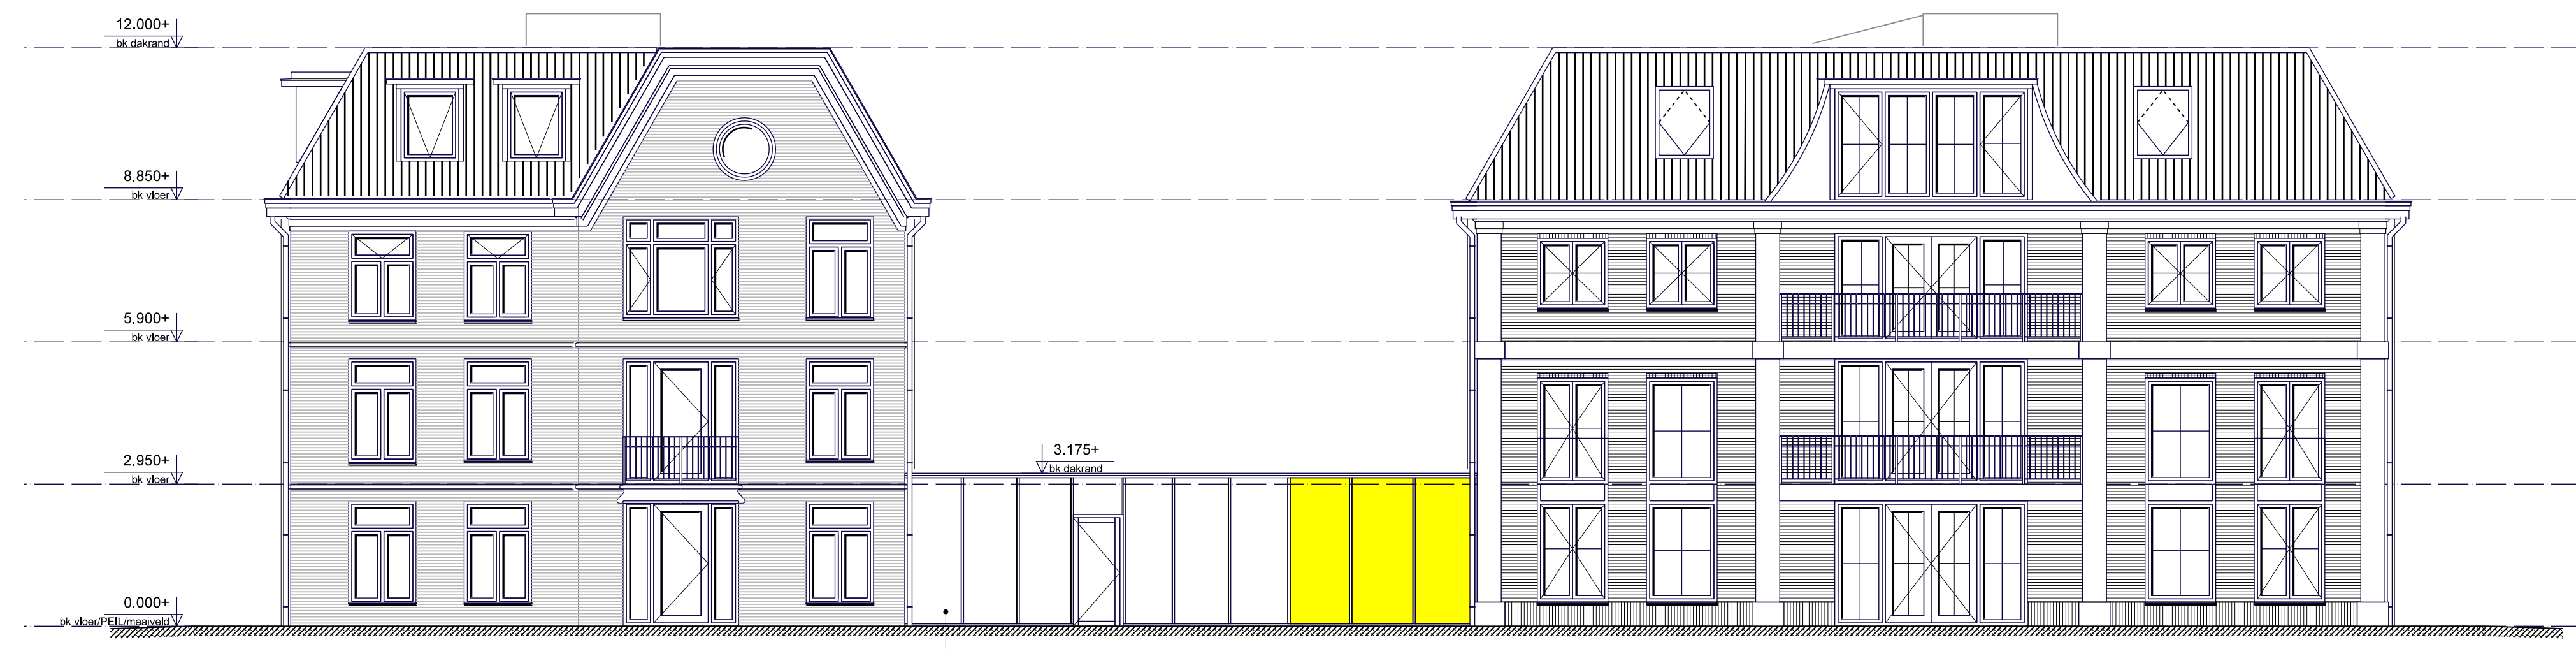 12.000+
bk dakrand
8.850+
bk vloer
5.900+
bk vloer
3.175+
bk dakrand
2.950+
bk vloer
0.000+
bk vloer/PEIL/maaiveld